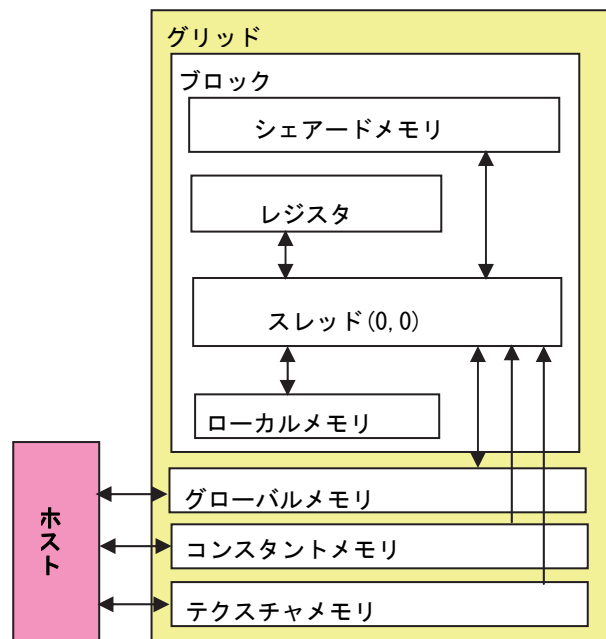 グリッド
ブロック
シェアードメモリ
レジスタ
スレッド(0,0)
ローカルメモリ
グローバルメモリ
コンスタントメモリ
テクスチャメモリ
ホスト